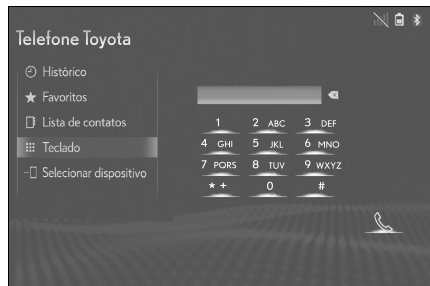 Telefone Toyota
Histórico
Favoritos
Lista de contatos
Teclado
Selecionar dispositivo
1 2 ABC 3 DEF
4 GHI 5 JKL 6 MNO
7 PQRS 8 TUV 9 WXYZ
* + 0 #